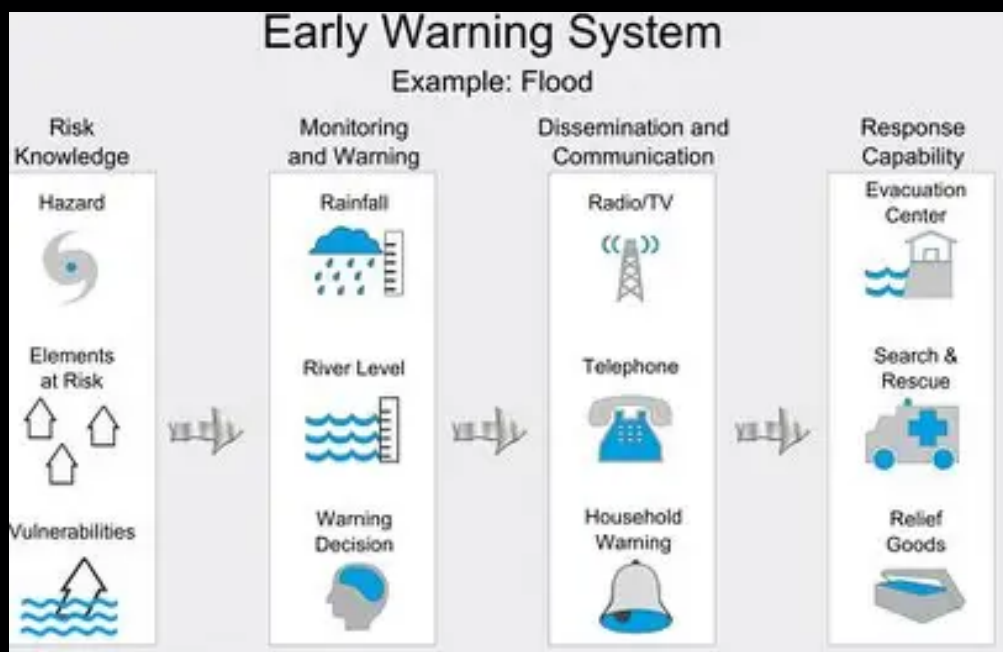 Early Warning System
Example: Flood
Risk
Knowledge
Hazard
Elements
at Risk
Vulnerabilities
Monitoring
and Warning
Rainfall
River Level
Warning
Decision
Dissemination and
Communication
Radio/TV
Telephone
Household
Warning
Response
Capability
Evacuation
Center
Search &
Rescue
Relief
Goods